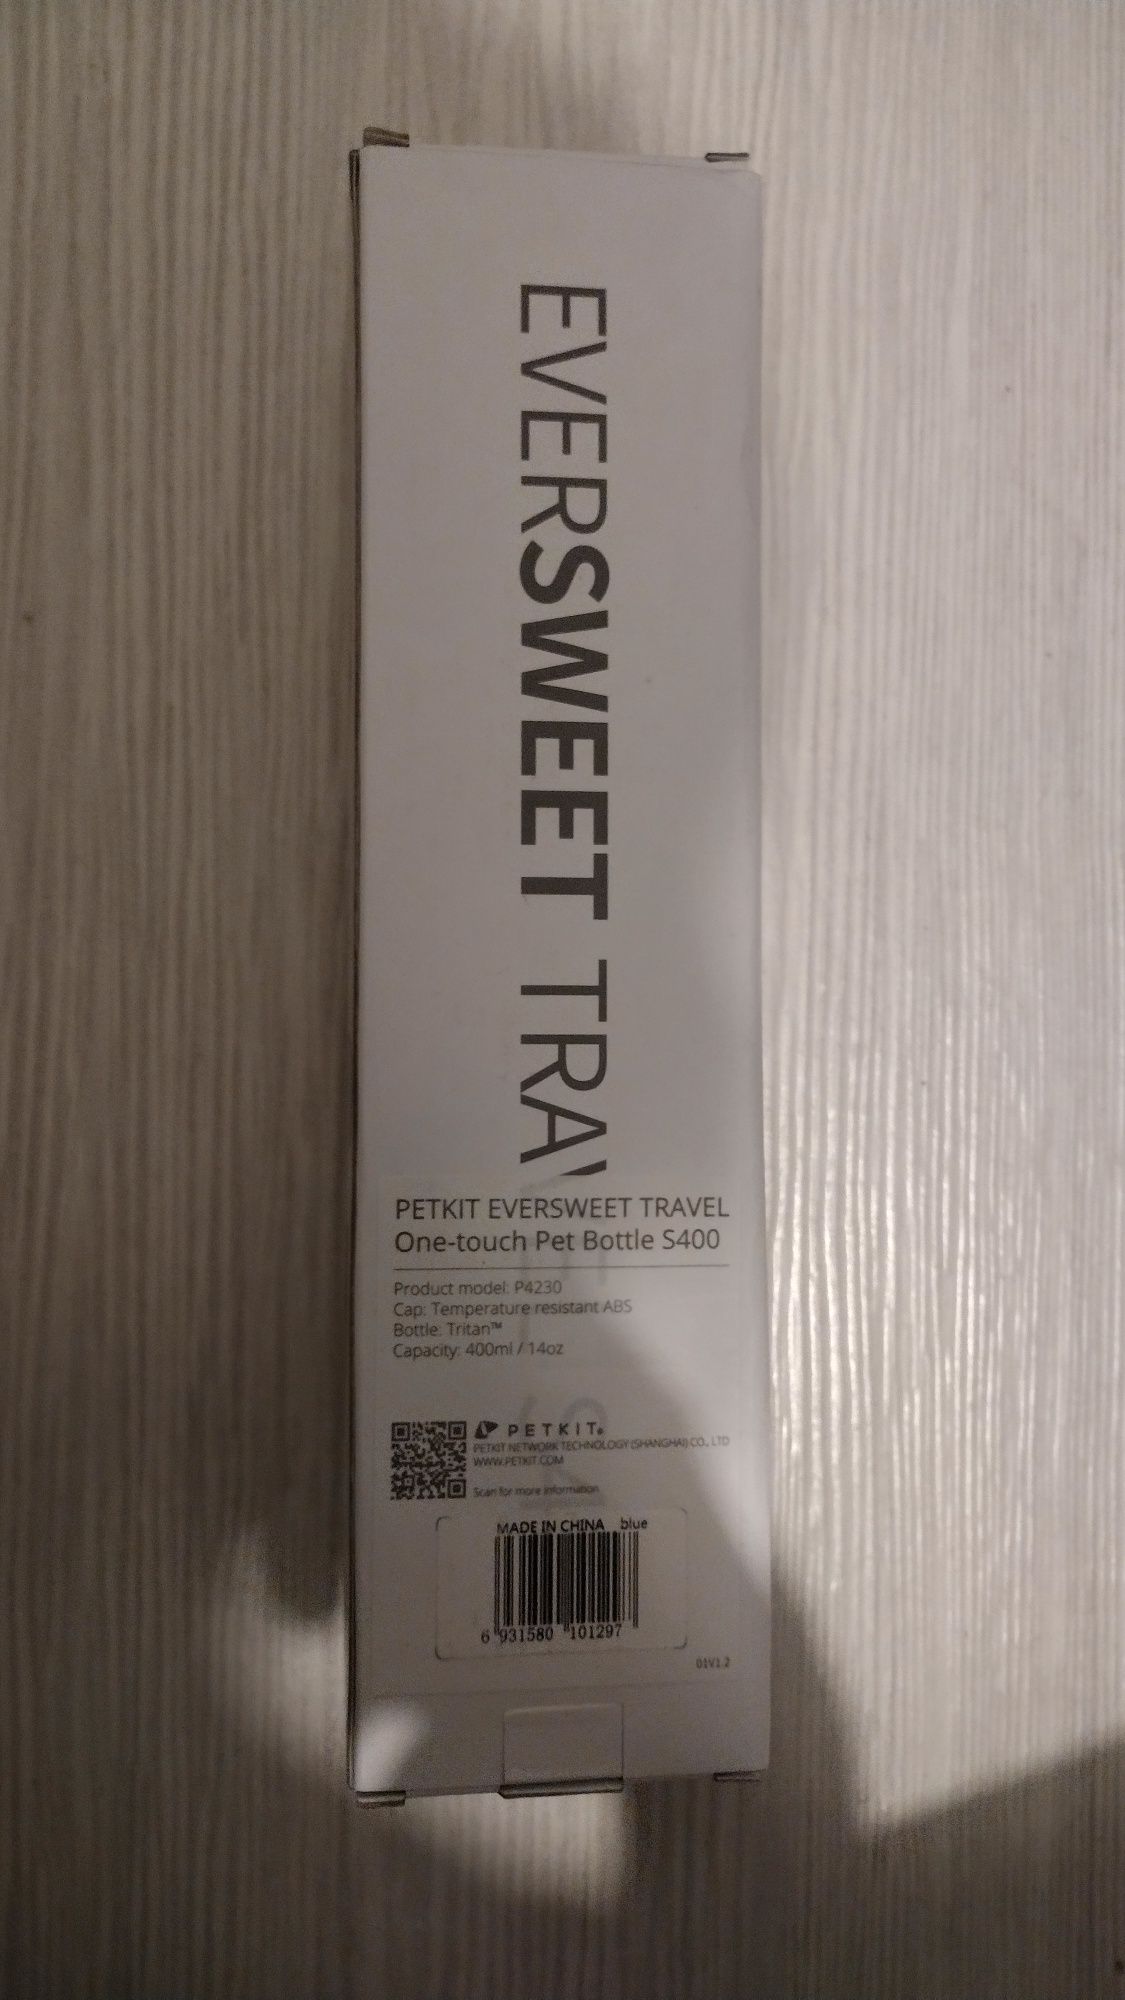 EVERSWEET TRAV
PETKIT EVERSWEET TRAVEL
One-touch Pet Bottle S400
Product model: P4230
Cap: Temperature resistant ABS
Bottle: Tritan™
Capacity: 400ml / 14oz
PETKIT®
PETKIT NETWORK TECHNOLOGY (SHANGHAI) CO., LTD
WWW.PETKIT.COM
Scan for more information
MADE IN CHINA blue
6 931580 101297
01V1.2